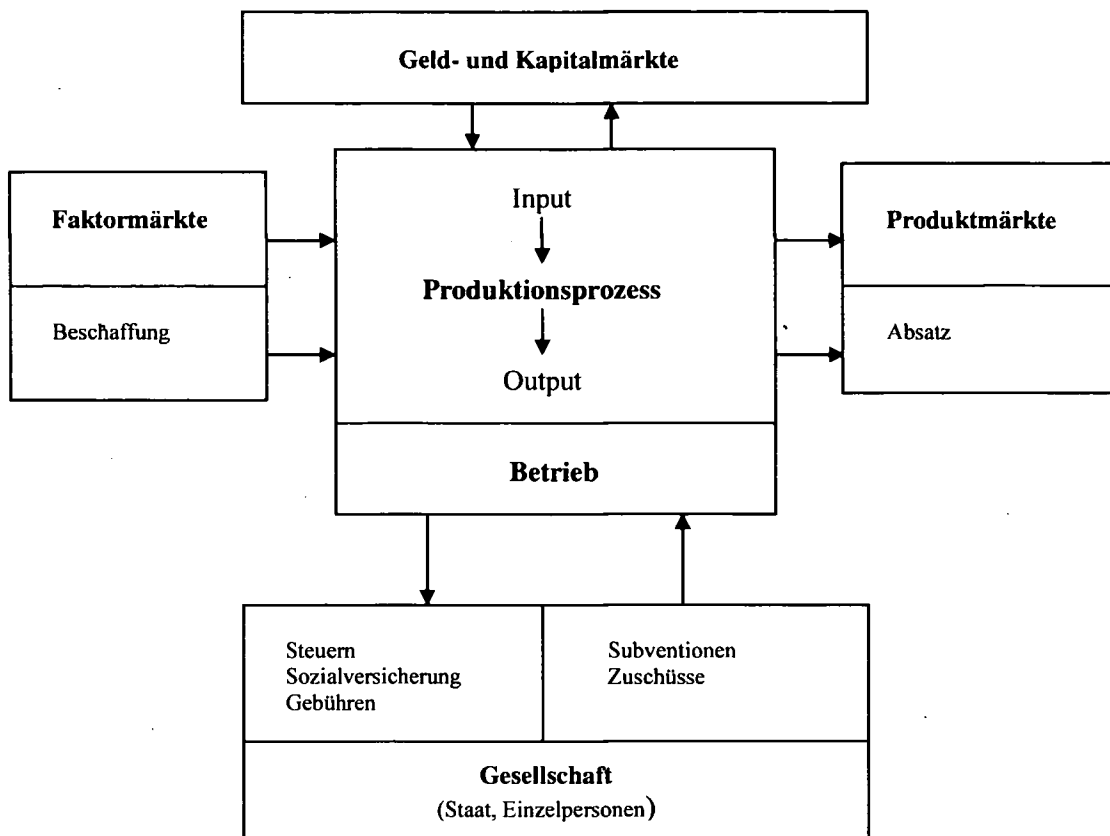 Geld- und Kapitalmärkte
Faktormärkte
Beschaffung
Input
Produktionsprozess
Output
Betrieb
Produktmärkte
Absatz
Steuern
Sozialversicherung
Gebühren
Subventionen
Zuschüsse
Gesellschaft
(Staat, Einzelpersonen)